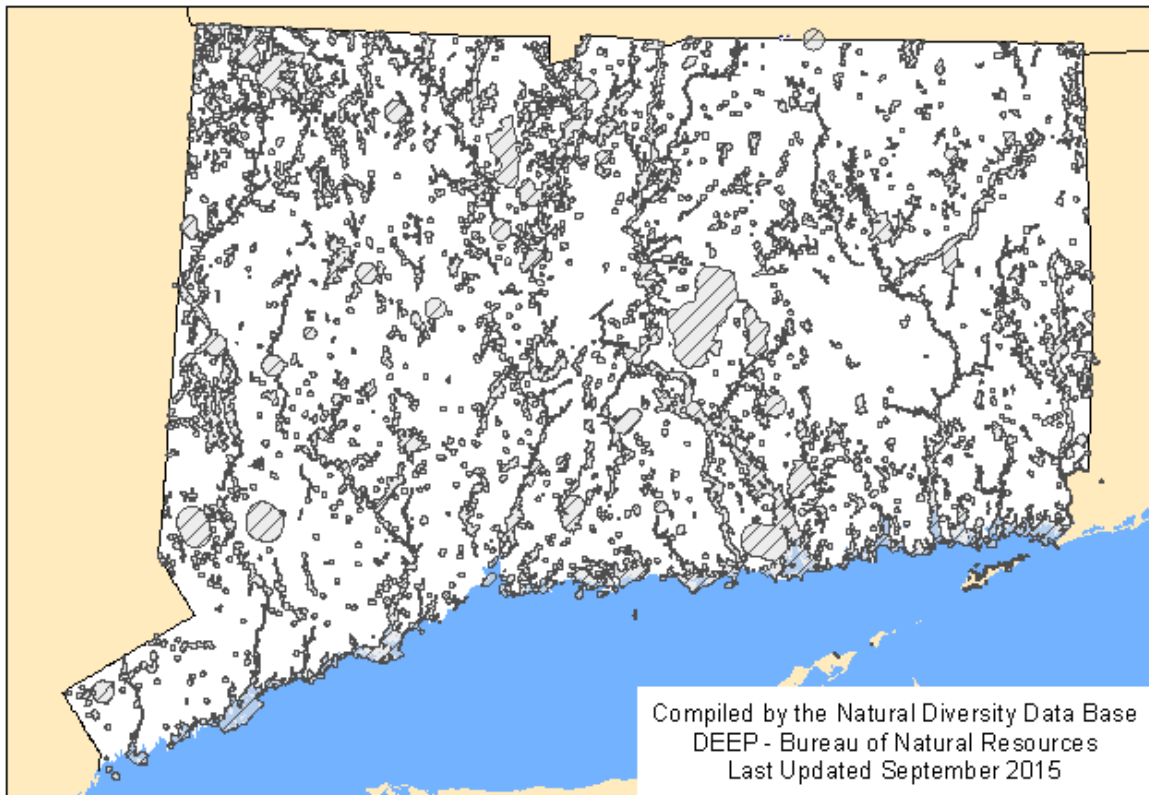 Compiled by the Natural Diversity Data Base
DEEP - Bureau of Natural Resources
Last Updated September 2015